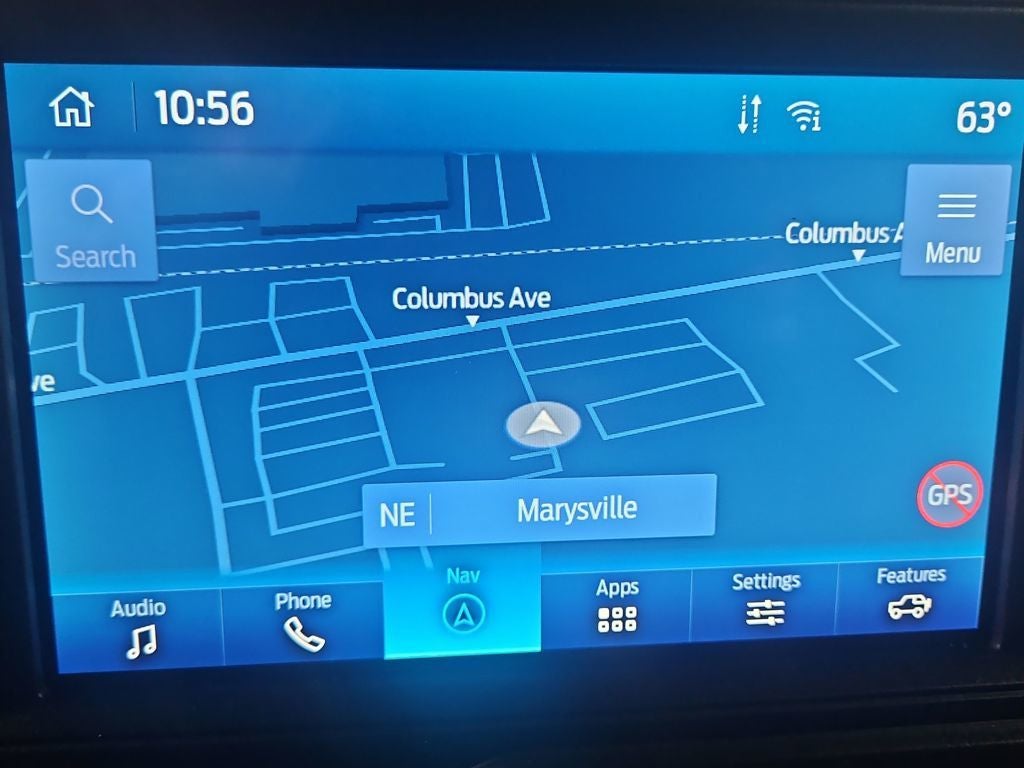 10:56
63°
Search
Menu
Columbus A
Columbus Ave
ve
GPS
NE
Marysville
Audio
Phone
Nav
Apps
Settings
Features